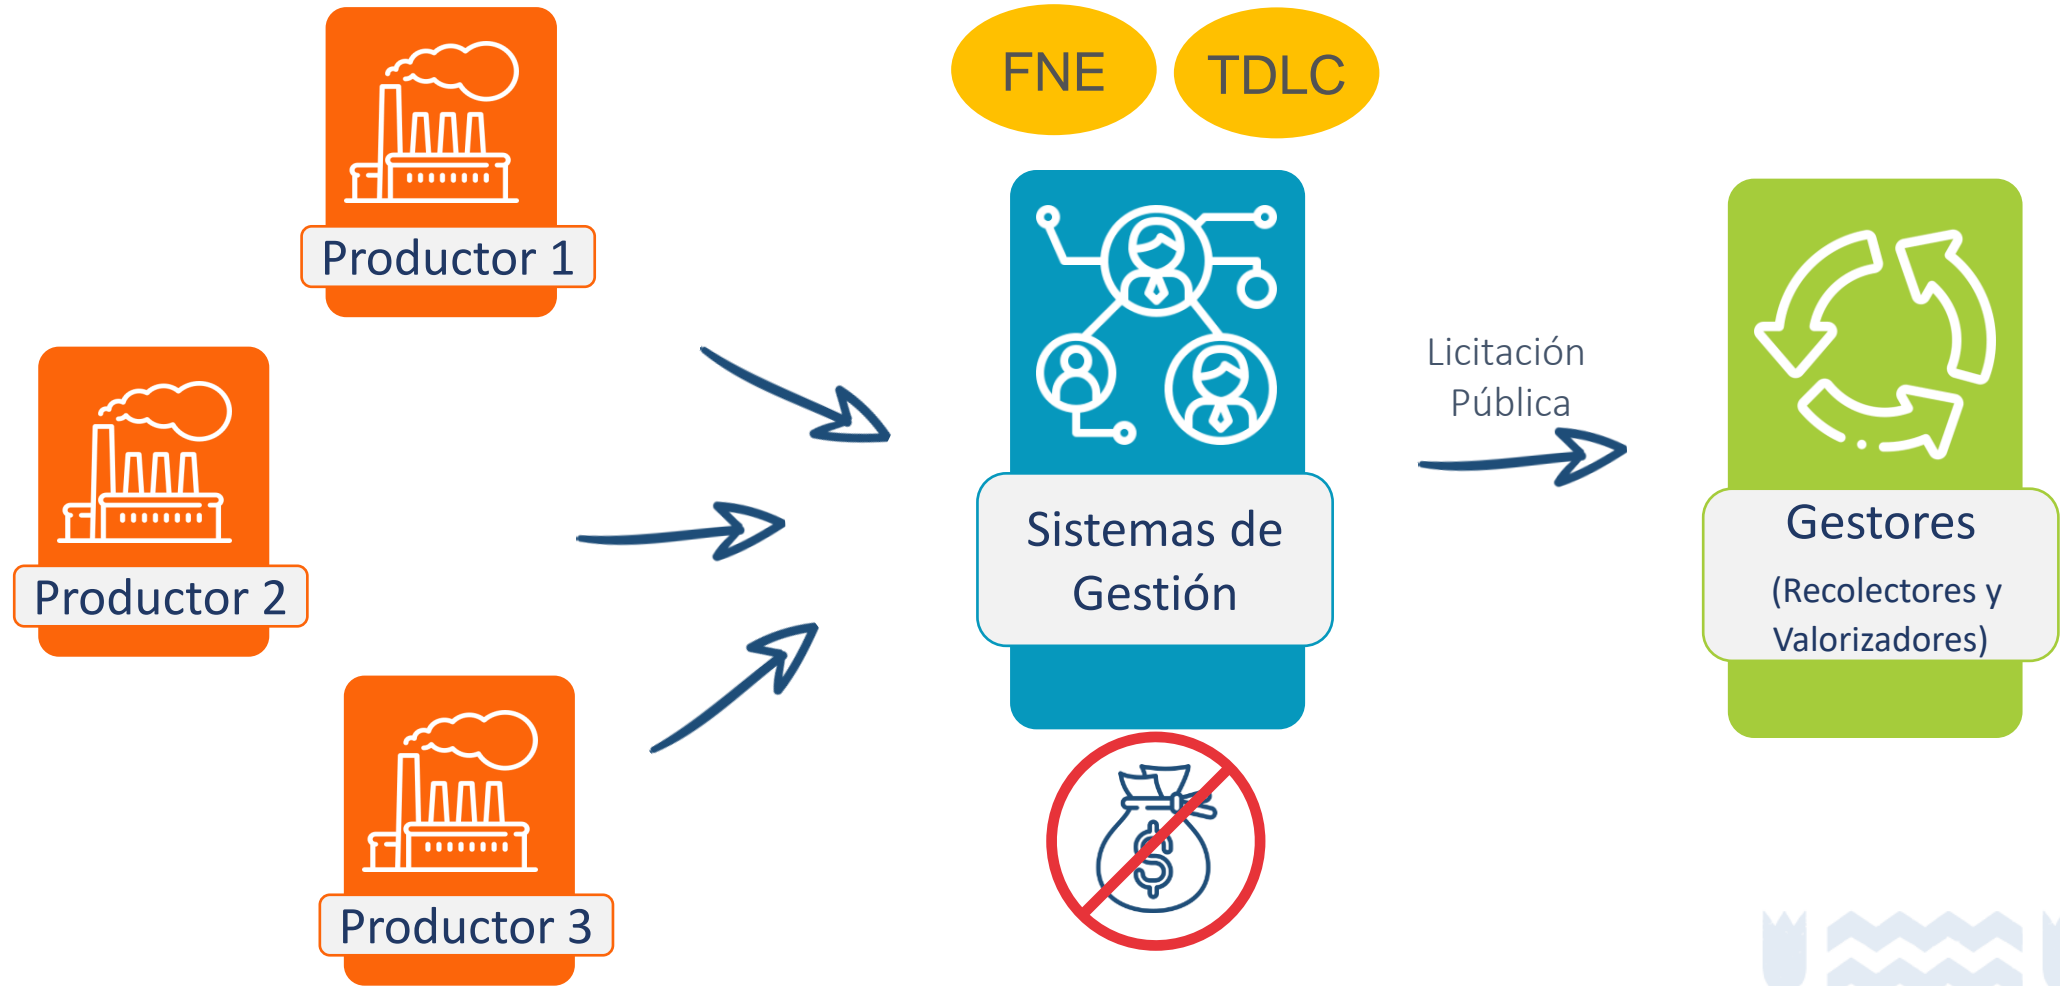 FNE
TDLC
Productor 1
Productor 2
Productor 3
Sistemas de
Gestión
Licitación
Pública
Gestores
(Recolectores y
Valorizadores)
$